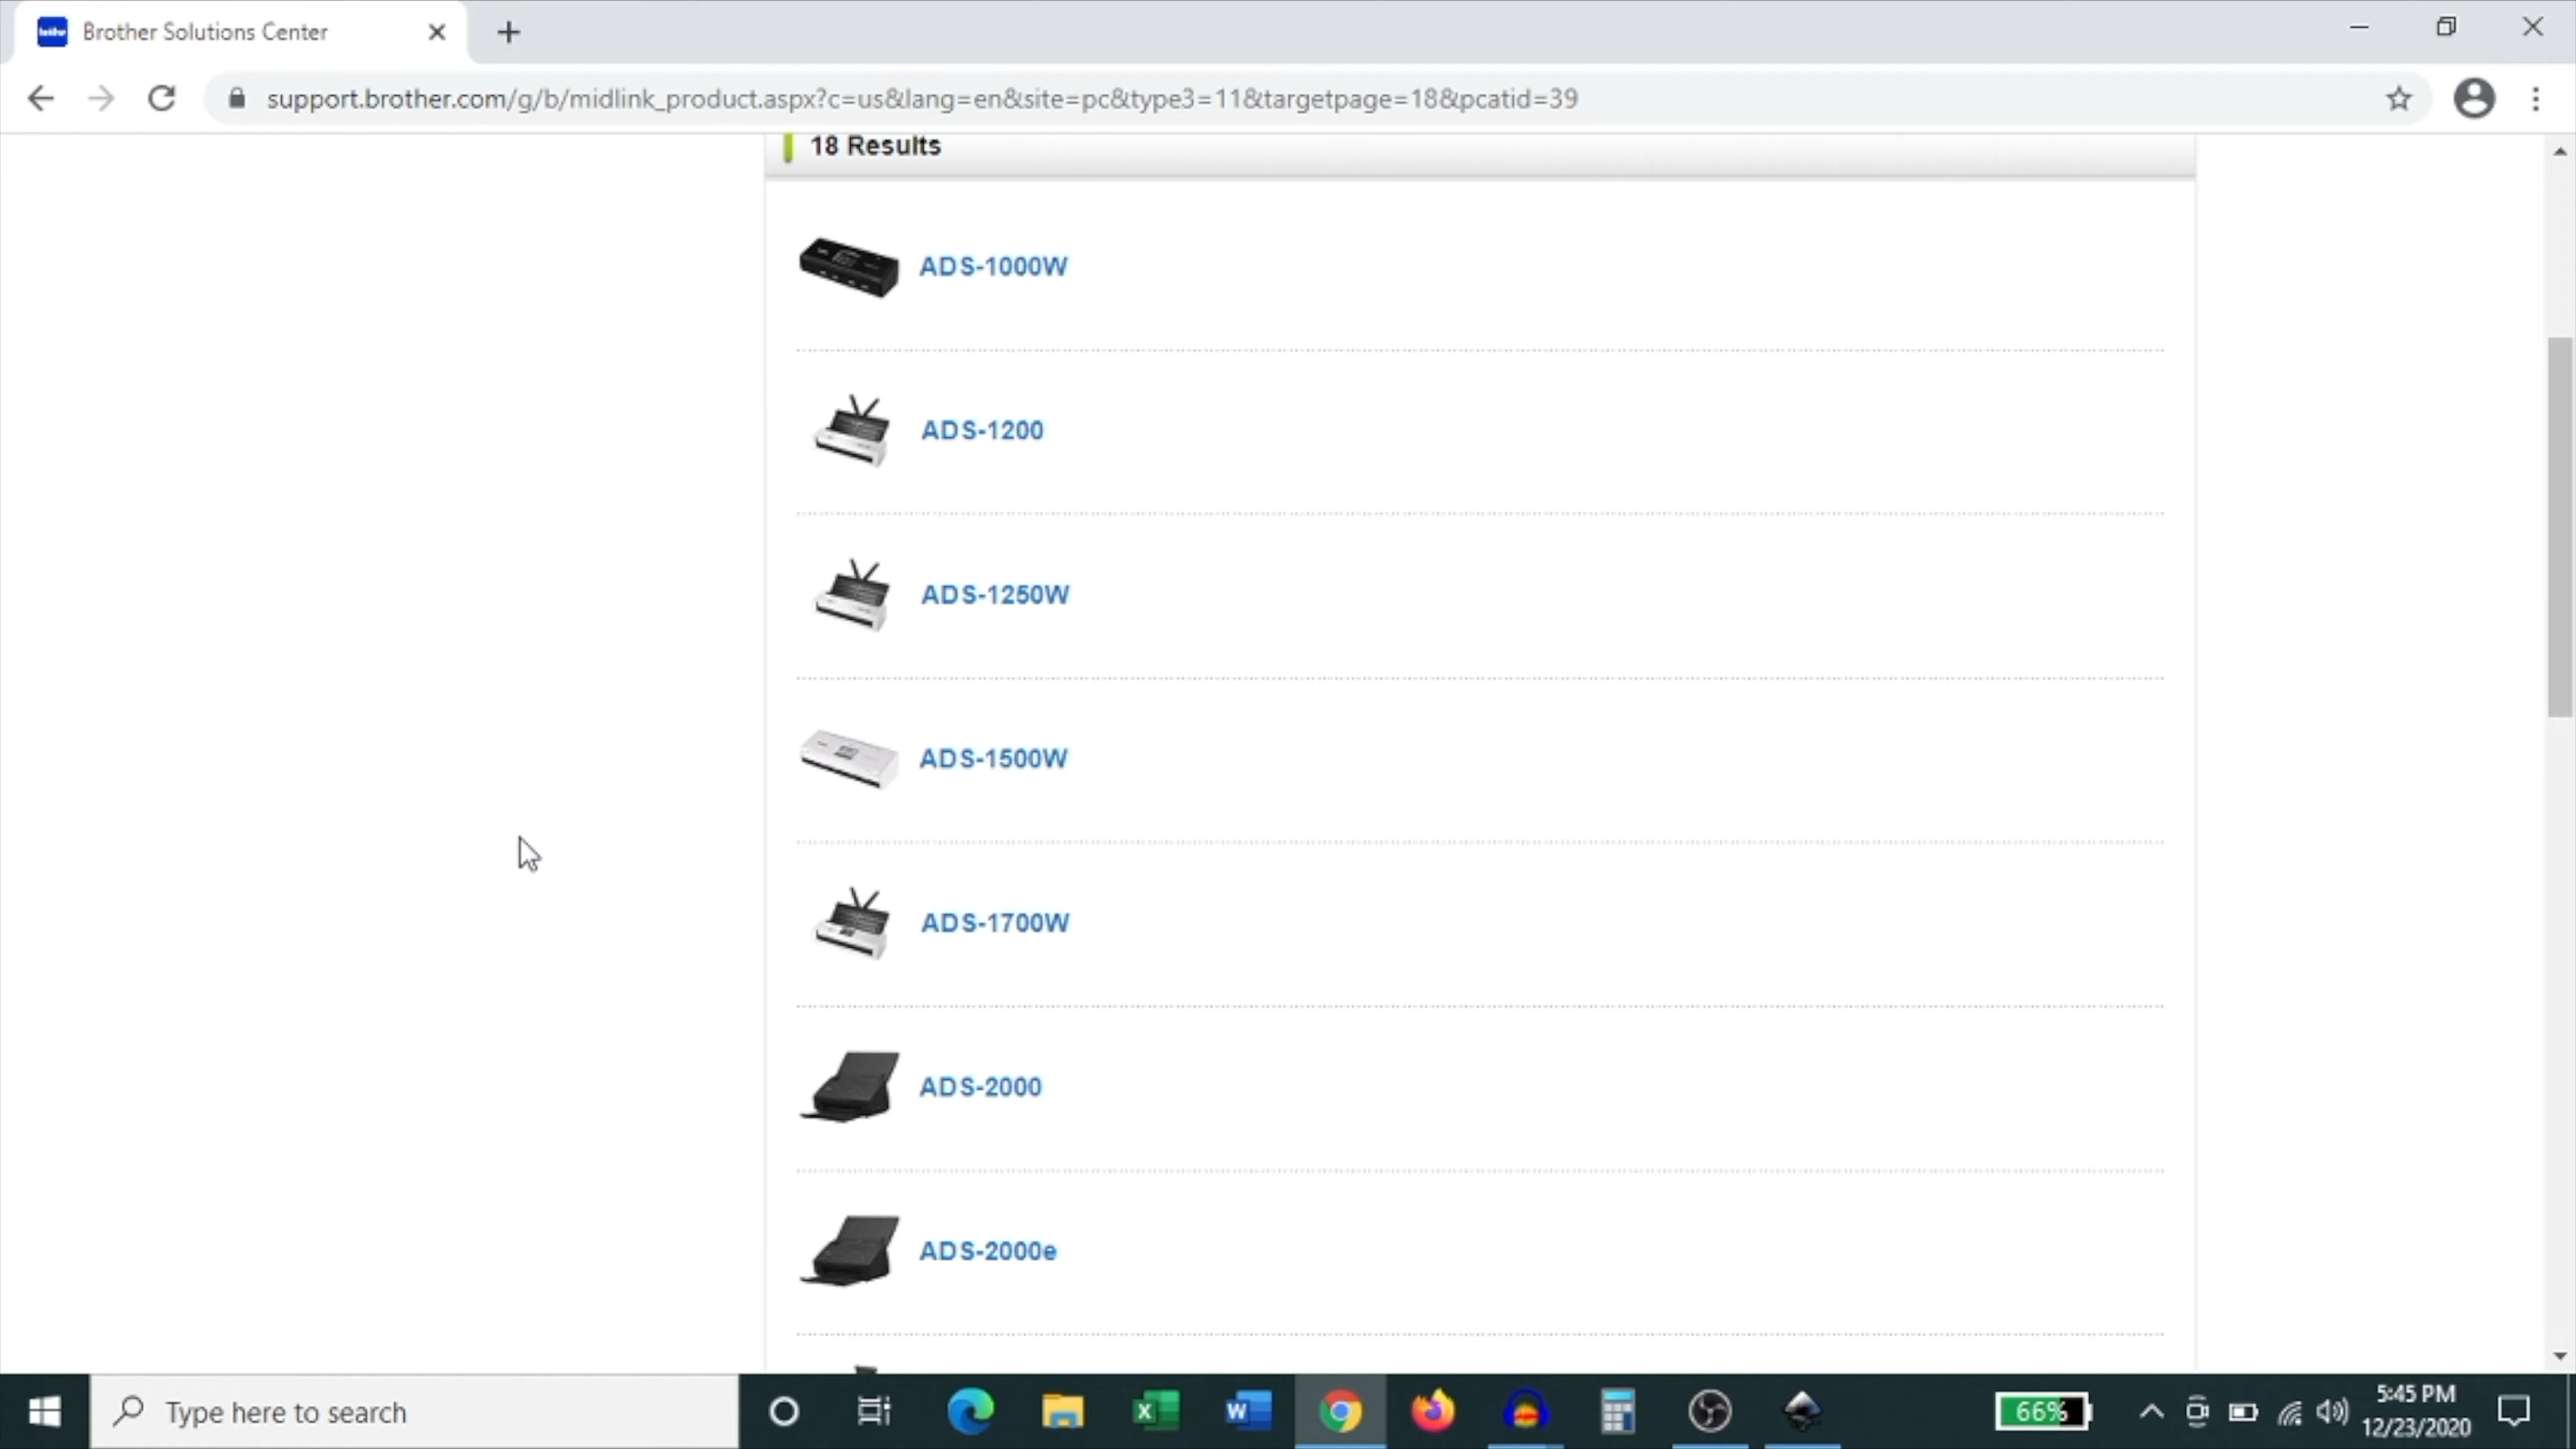 Brother Solutions Center
support.brother.com/g/b/midlink_product.aspx?c=us&lang=en&site=pc&type3=11&targetpage=18&pcatid=39
18 Results
ADS-1000W
ADS-1200
ADS-1250W
ADS-1500W
ADS-1700W
ADS-2000
ADS-2000e
Type here to search
66%
5:45 PM
12/23/2020